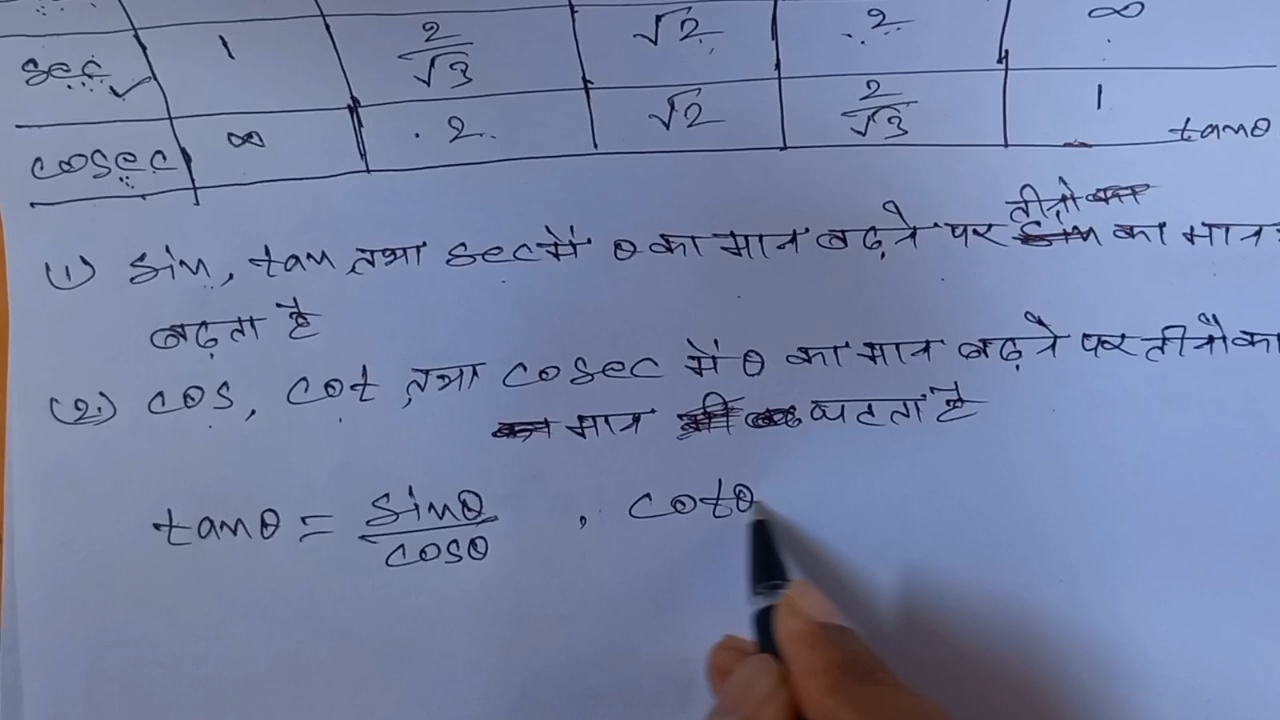 sec ✓ 1 2/√3 √2 2 ∞
cosec ∞ 2 √2 2/√3 1 tanθ
तीनो
(1) sin, tan तथा sec में θ का मान बढ़ने पर का मान
बढ़ता है
(2) cos, cot तथा cosec में θ का मान बढ़ने पर तीनो का
मान घटता है
tanθ = sinθ/cosθ , cotθ